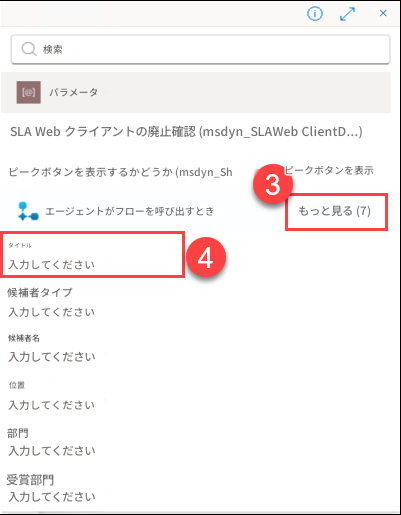 検索
パラメータ
SLA Web クライアントの廃止確認 (msdyn_SLAWeb ClientD...)
ピークボタンを表示するかどうか (msdyn_Sh
ピークボタンを表示
3
エージェントがフローを呼び出すとき
もっと見る (7)
タイトル
入力してください
4
候補者タイプ
入力してください
候補者名
入力してください
位置
入力してください
部門
入力してください
受賞部門
入力してください